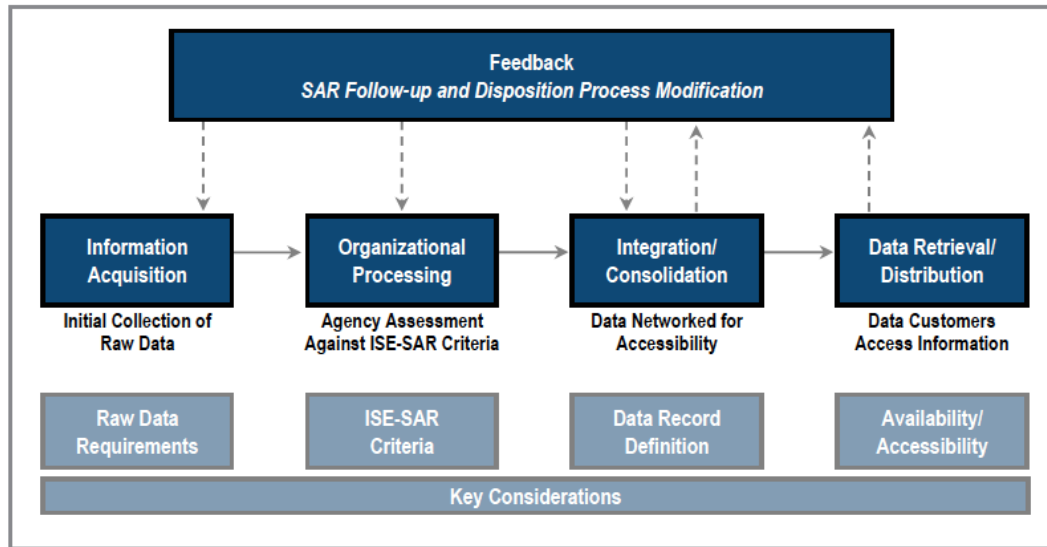 Feedback
SAR Follow-up and Disposition Process Modification
Information
Acquisition
Organizational
Processing
Integration/
Consolidation
Data Retrieval/
Distribution
Initial Collection of
Raw Data
Agency Assessment
Against ISE-SAR Criteria
Data Networked for
Accessibility
Data Customers
Access Information
Raw Data
Requirements
ISE-SAR
Criteria
Data Record
Definition
Availability/
Accessibility
Key Considerations